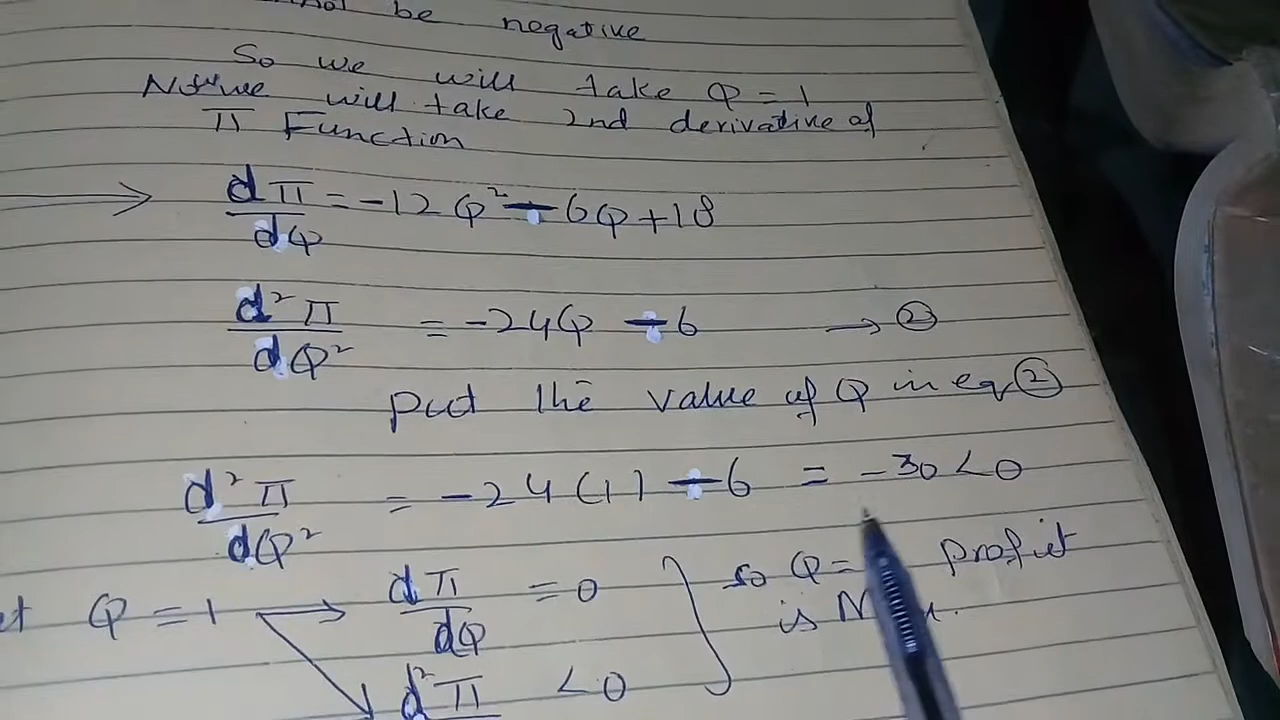 be negative
So we will take Q = 1
Now we will take 2nd derivative of
π Function
dπ/dQ = -12Q² - 6Q + 18
d²π/dQ² = -24Q - 6 → ②
put the value of Q in eq ②
d²π/dQ² = -24(1) - 6 = -30 < 0
Q = 1 → dπ/dQ = 0 } so Q = profit
is
d²π < 0